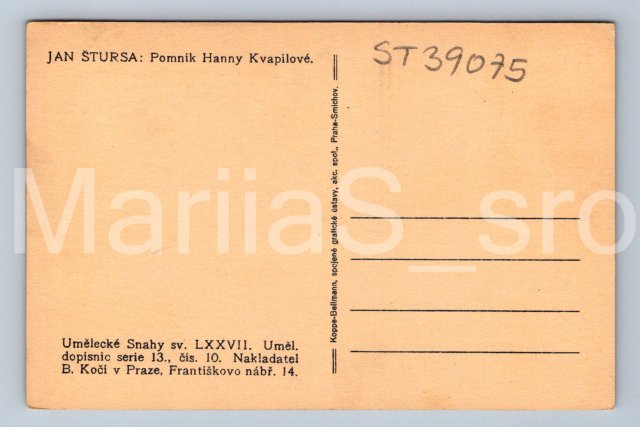 JAN ŠTURSA: Pomník Hanny Kvapilové.
ST39075
Koppe-Bellmann, spojené grafické ústavy, akc. spol., Praha-Smíchov.
MariiaS_sro
Umělecké Snahy sv. LXXVII. Uměl.
dopisnic serie 13., čís. 10. Nakladatel
B. Kočí v Praze, Františkovo nábř. 14.